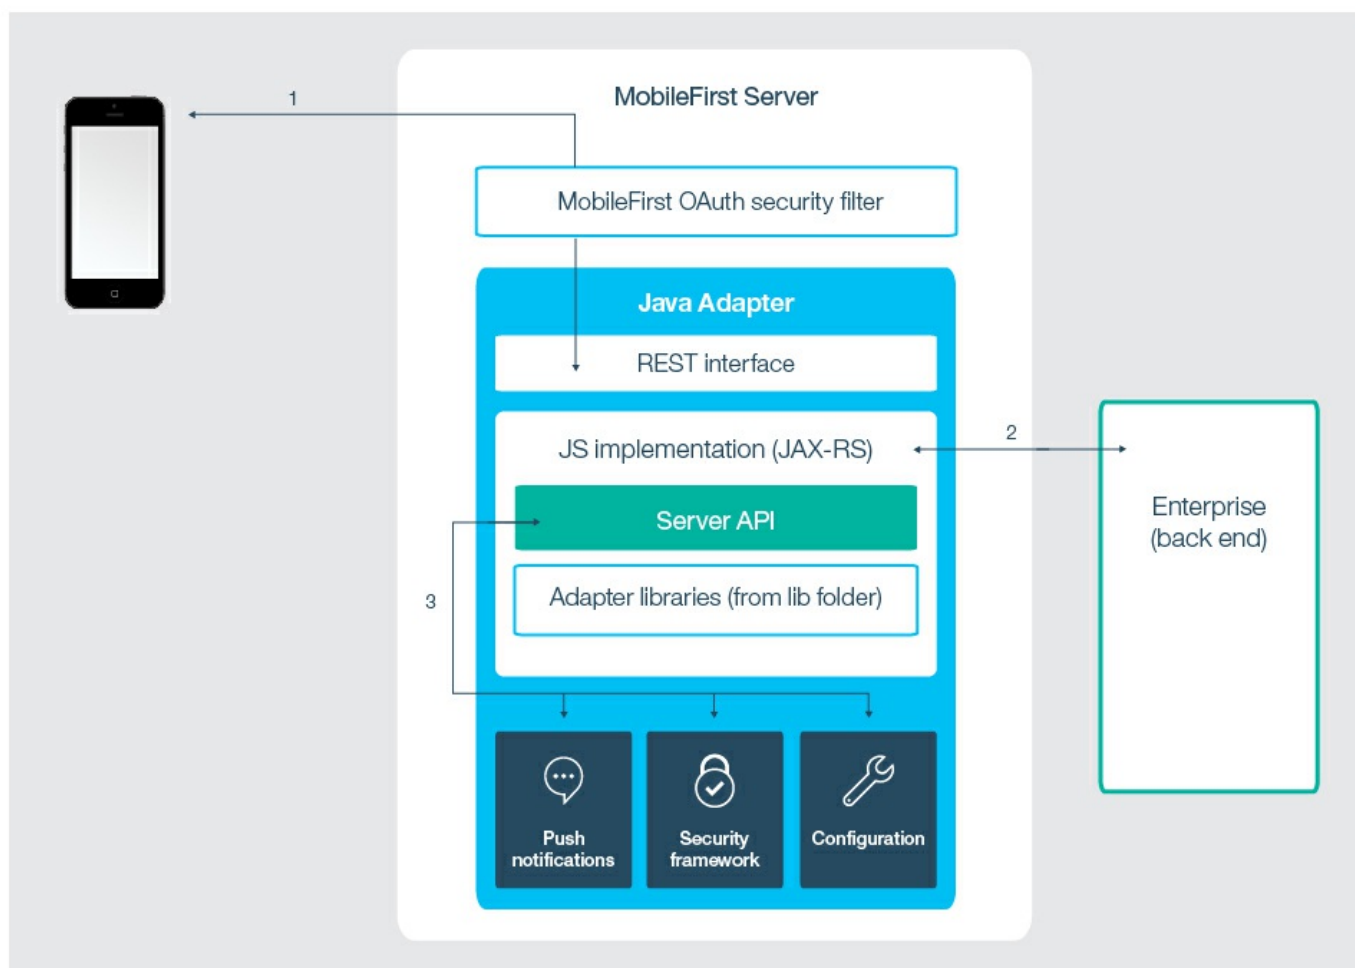 1
MobileFirst Server
MobileFirst OAuth security filter
Java Adapter
REST interface
JS implementation (JAX-RS)
2
Server API
Enterprise
(back end)
Adapter libraries (from lib folder)
3
Push
notifications
Security
framework
Configuration